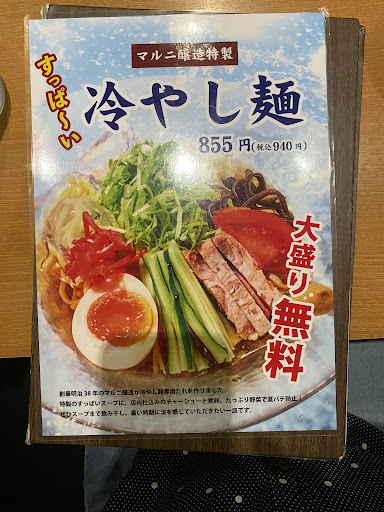 マルニ醸造特製
すっぱ〜い
冷やし麺
855円(税込940円)
大盛り無料
創業明治38年のマルニ醸造が冷やし麺専用たれを作りました。
特製のすっぱいスープに、店内仕込みのチャーシューと煮卵、たっぷり野菜で夏バテ防止!
ぜひスープまで飲み干し、暑い時期に涼を感じていただきたい一皿です。